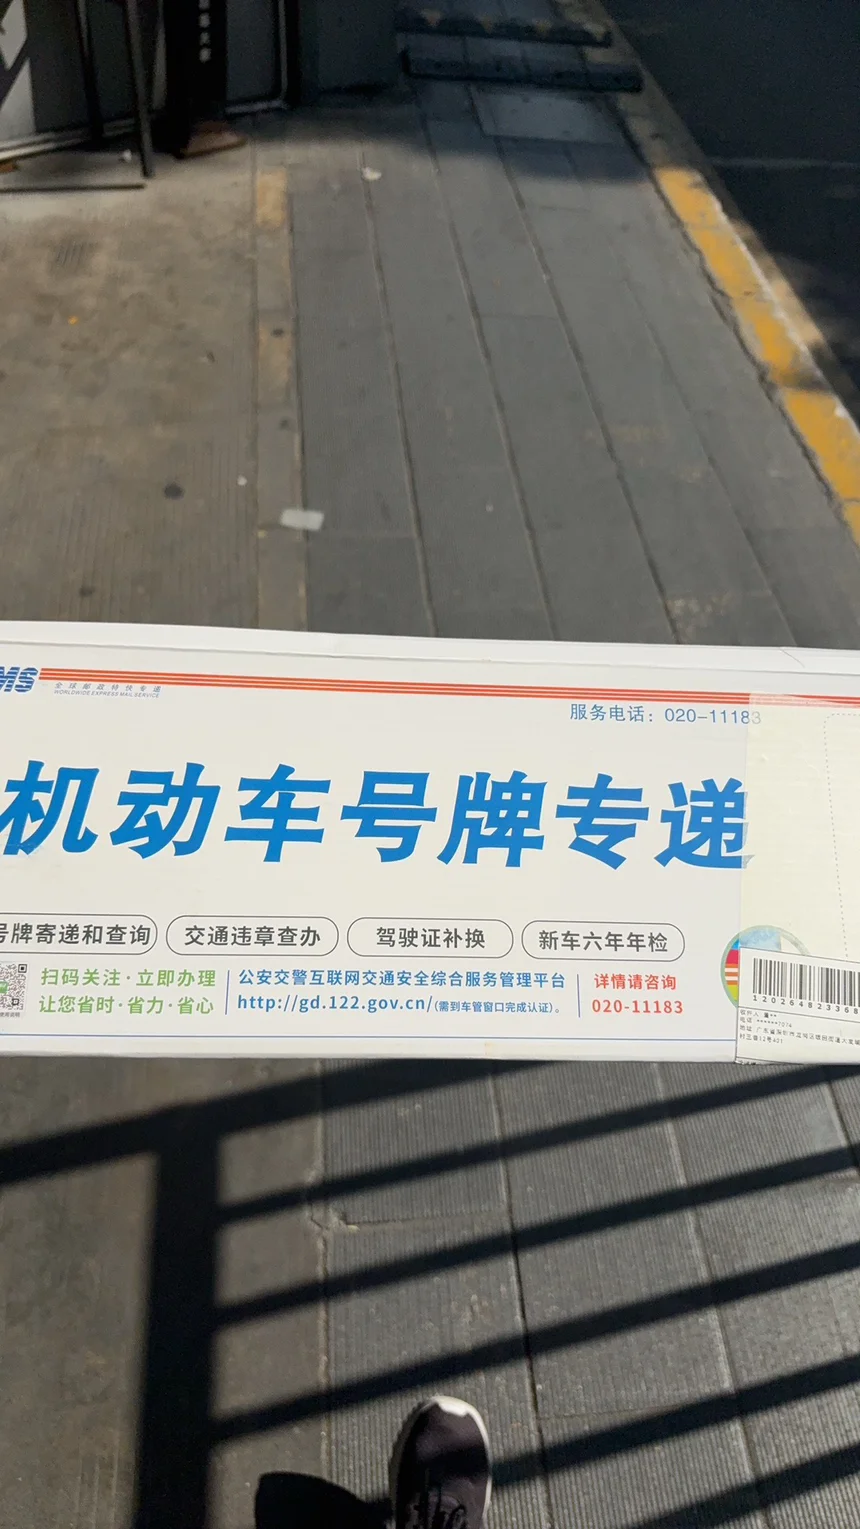 MS
全球邮政特快专递
WORLDWIDE EXPRESS MAIL SERVICE
服务电话：020-11183
机动车号牌专递
号牌寄递和查询
交通违章查办
驾驶证补换
新车六年年检
扫码关注·立即办理
让您省时·省力·省心
公安交警互联网交通安全综合服务管理平台
http://gd.122.gov.cn/(需到车管窗口完成认证)。
详情请咨询
020-11183
120264823368